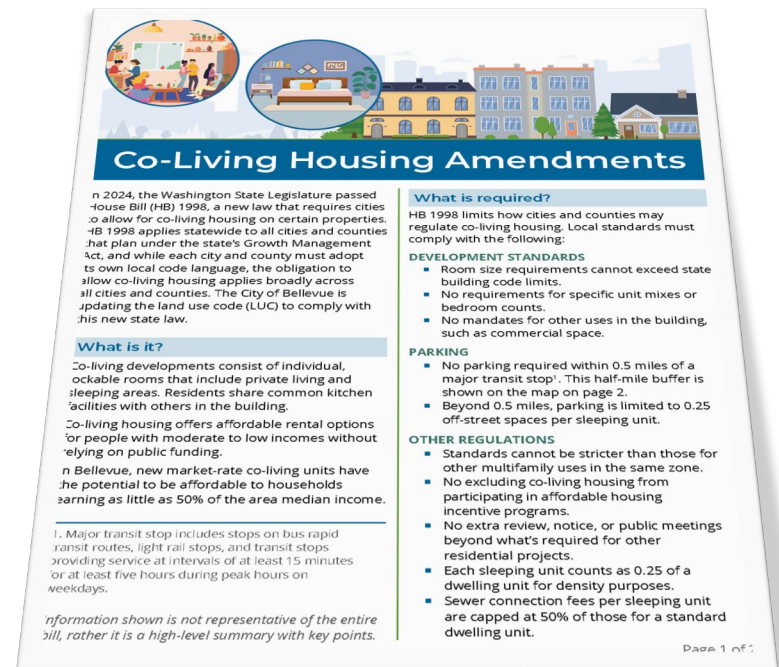 Co-Living Housing Amendments
n 2024, the Washington State Legislature passed
House Bill (HB) 1998, a new law that requires cities
to allow for co-living housing on certain properties.
HB 1998 applies statewide to all cities and counties
that plan under the state's Growth Management
Act, and while each city and county must adopt
ts own local code language, the obligation to
allow co-living housing applies broadly across
all cities and counties. The City of Bellevue is
updating the land use code (LUC) to comply with
this new state law.
What is it?
Co-living developments consist of individual,
ockable rooms that include private living and
sleeping areas. Residents share common kitchen
facilities with others in the building.
Co-living housing offers affordable rental options
for people with moderate to low incomes without
relying on public funding.
n Bellevue, new market-rate co-living units have
the potential to be affordable to households
earning as little as 50% of the area median income.
1. Major transit stop includes stops on bus rapid
transit routes, light rail stops, and transit stops
providing service at intervals of at least 15 minutes
for at least five hours during peak hours on
weekdays.
Information shown is not representative of the entire
bill, rather it is a high-level summary with key points.
What is required?
HB 1998 limits how cities and counties may
regulate co-living housing. Local standards must
comply with the following:
DEVELOPMENT STANDARDS
▪ Room size requirements cannot exceed state
building code limits.
▪ No requirements for specific unit mixes or
bedroom counts.
▪ No mandates for other uses in the building,
such as commercial space.
PARKING
▪ No parking required within 0.5 miles of a
major transit stop¹. This half-mile buffer is
shown on the map on page 2.
▪ Beyond 0.5 miles, parking is limited to 0.25
off-street spaces per sleeping unit.
OTHER REGULATIONS
▪ Standards cannot be stricter than those for
other multifamily uses in the same zone.
▪ No excluding co-living housing from
participating in affordable housing
incentive programs.
▪ No extra review, notice, or public meetings
beyond what's required for other
residential projects.
▪ Each sleeping unit counts as 0.25 of a
dwelling unit for density purposes.
▪ Sewer connection fees per sleeping unit
are capped at 50% of those for a standard
dwelling unit.
Page 1 of